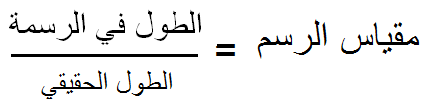 مقياس الرسم =
الطول في الرسمة
الطول الحقيقي